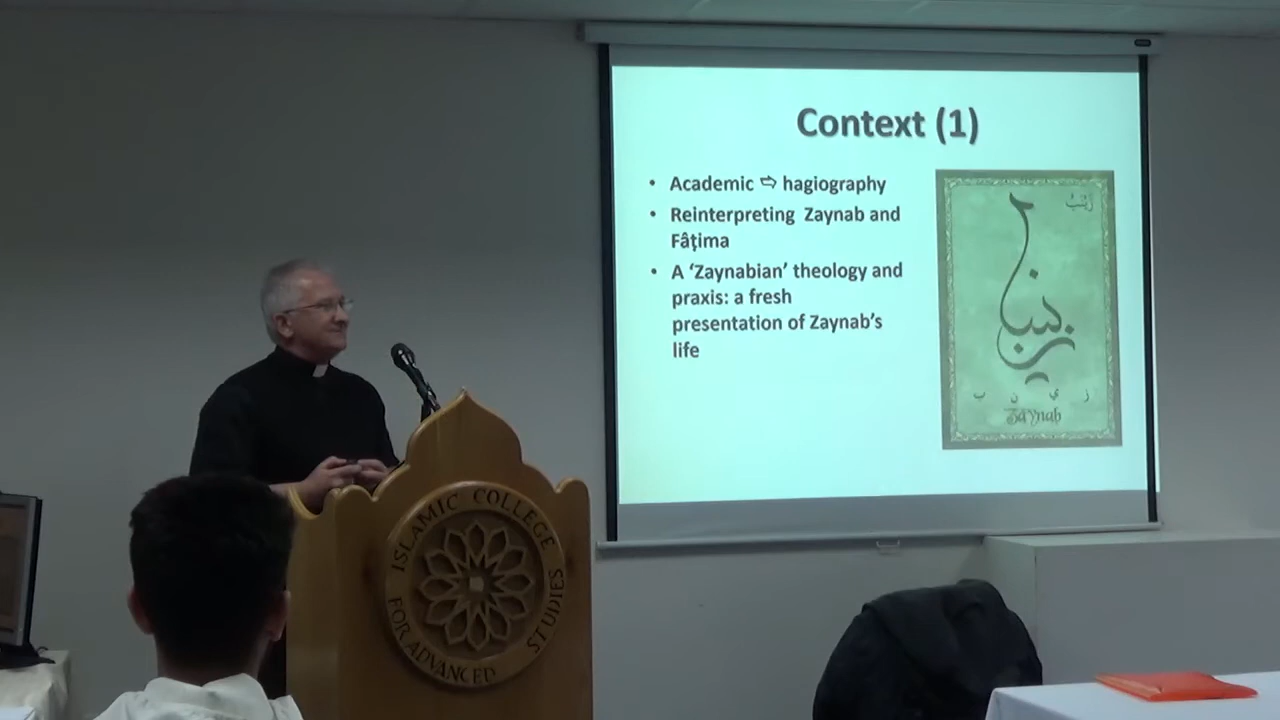 Context (1)
• Academic ⇨ hagiography
• Reinterpreting Zaynab and
Fâṭima
• A ‘Zaynabian’ theology and
praxis: a fresh
presentation of Zaynab’s
life
زينب
زينب
ز ي ن ب
Zaynab
ISLAMIC COLLEGE
FOR ADVANCED STUDIES